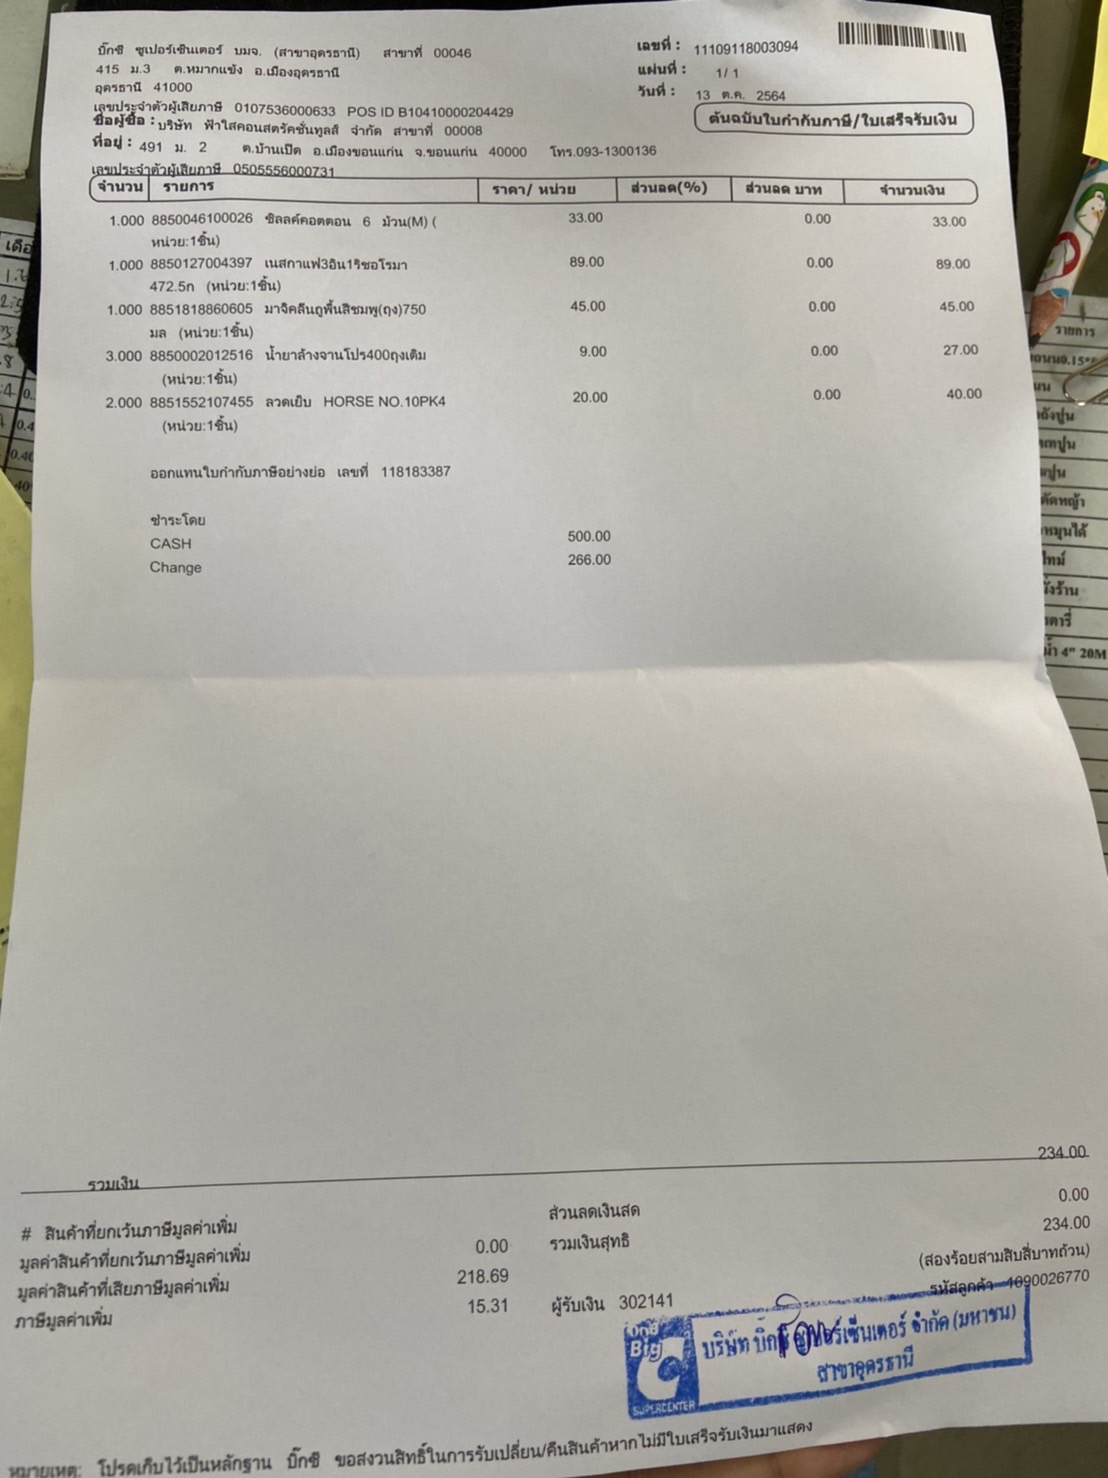 บิ๊กซี ซูเปอร์เซ็นเตอร์ บมจ. (สาขาอุดรธานี) สาขาที่ 00046
415 ม.3 ต.หมากแข้ง อ.เมืองอุดรธานี
อุดรธานี 41000
เลขประจำตัวผู้เสียภาษี 0107536000633 POS ID B10410000204429
เลขที่ : 11109118003094
แผ่นที่ : 1/ 1
วันที่ : 13 ต.ค. 2564
ต้นฉบับใบกำกับภาษี/ใบเสร็จรับเงิน
ชื่อผู้ซื้อ : บริษัท ฟ้าใสคอนสตรัคชั่นทูลส์ จำกัด สาขาที่ 00008
ที่อยู่ : 491 ม. 2 ต.บ้านเป็ด อ.เมืองขอนแก่น จ.ขอนแก่น 40000 โทร.093-1300136
เลขประจำตัวผู้เสียภาษี 0505556000731
จำนวน รายการ ราคา/ หน่วย ส่วนลด(%) ส่วนลด บาท จำนวนเงิน
1.000 8850046100026 ซิลลค์คอตตอน 6 ม้วน(M) ( 33.00 0.00 33.00
หน่วย:1ชิ้น)
1.000 8850127004397 เนสกาแฟ3อิน1ริชอโรมา 89.00 0.00 89.00
472.5ก (หน่วย:1ชิ้น)
1.000 8851818860605 มาจิคลีนถูพื้นสีชมพู(ถุง)750 45.00 0.00 45.00
มล (หน่วย:1ชิ้น)
3.000 8850002012516 น้ำยาล้างจานโปร400ถุงเติม 9.00 0.00 27.00
(หน่วย:1ชิ้น)
2.000 8851552107455 ลวดเย็บ HORSE NO.10PK4 20.00 0.00 40.00
(หน่วย:1ชิ้น)
ออกแทนใบกำกับภาษีอย่างย่อ เลขที่ 118183387
ชำระโดย
CASH 500.00
Change 266.00
รวมเงิน 234.00
# สินค้าที่ยกเว้นภาษีมูลค่าเพิ่ม ส่วนลดเงินสด 0.00
มูลค่าสินค้าที่ยกเว้นภาษีมูลค่าเพิ่ม 0.00 รวมเงินสุทธิ 234.00
มูลค่าสินค้าที่เสียภาษีมูลค่าเพิ่ม 218.69 (สองร้อยสามสิบสี่บาทถ้วน)
ภาษีมูลค่าเพิ่ม 15.31 ผู้รับเงิน 302141 รหัสลูกค้า 1090026770
Big C
SUPERCENTER
บริษัท บิ๊กซี ซูเปอร์เซ็นเตอร์ จำกัด (มหาชน)
สาขาอุดรธานี
หมายเหตุ: โปรดเก็บไว้เป็นหลักฐาน บิ๊กซี ขอสงวนสิทธิ์ในการรับเปลี่ยน/คืนสินค้าหากไม่มีใบเสร็จรับเงินมาแสดง
รายการ
ถังปูน
ตัดหญ้า
หมุนได้
4" 20M